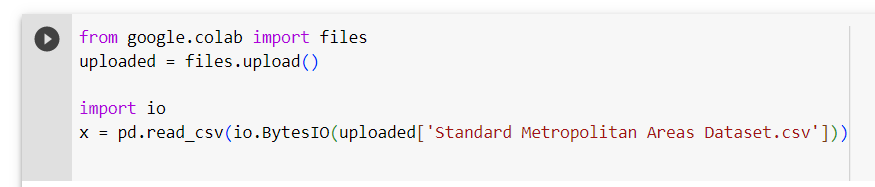 from google.colab import files
uploaded = files.upload()
import io
x = pd.read_csv(io.BytesIO(uploaded['Standard Metropolitan Areas Dataset.csv']))